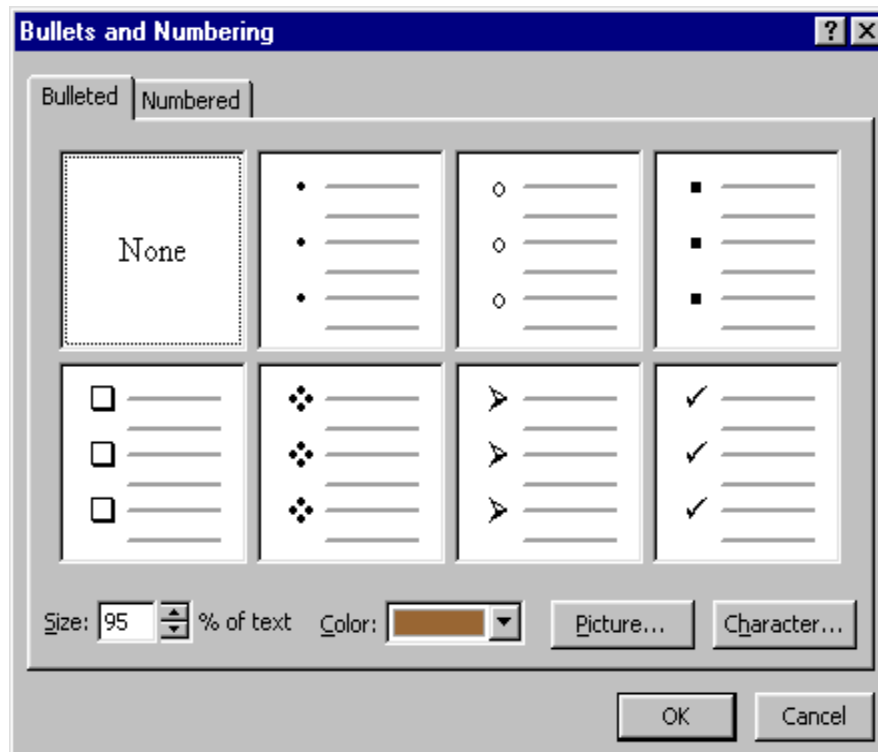 Bullets and Numbering
Bulleted Numbered
None
Size: 95 % of text Color: Picture... Character...
OK Cancel